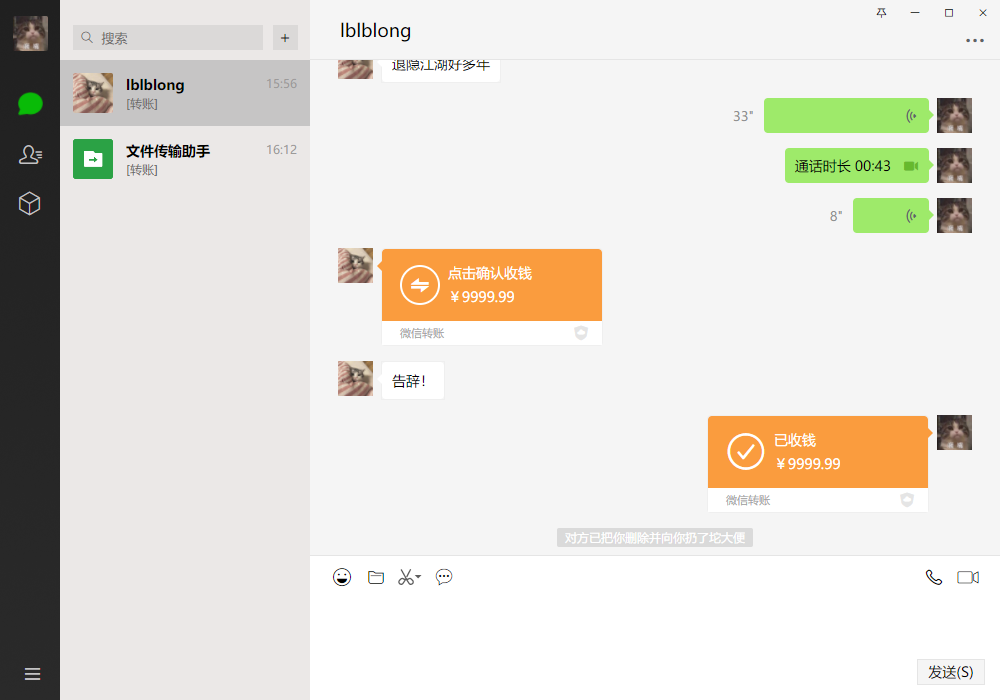 搜索
+
lblblong
15:56
[转账]
文件传输助手
16:12
[转账]
lblblong
退隐江湖好多年
33"
通话时长 00:43
8"
点击确认收钱
￥9999.99
微信转账
告辞！
已收钱
￥9999.99
微信转账
对方已把你删除并向你扔了坨大便
发送(S)